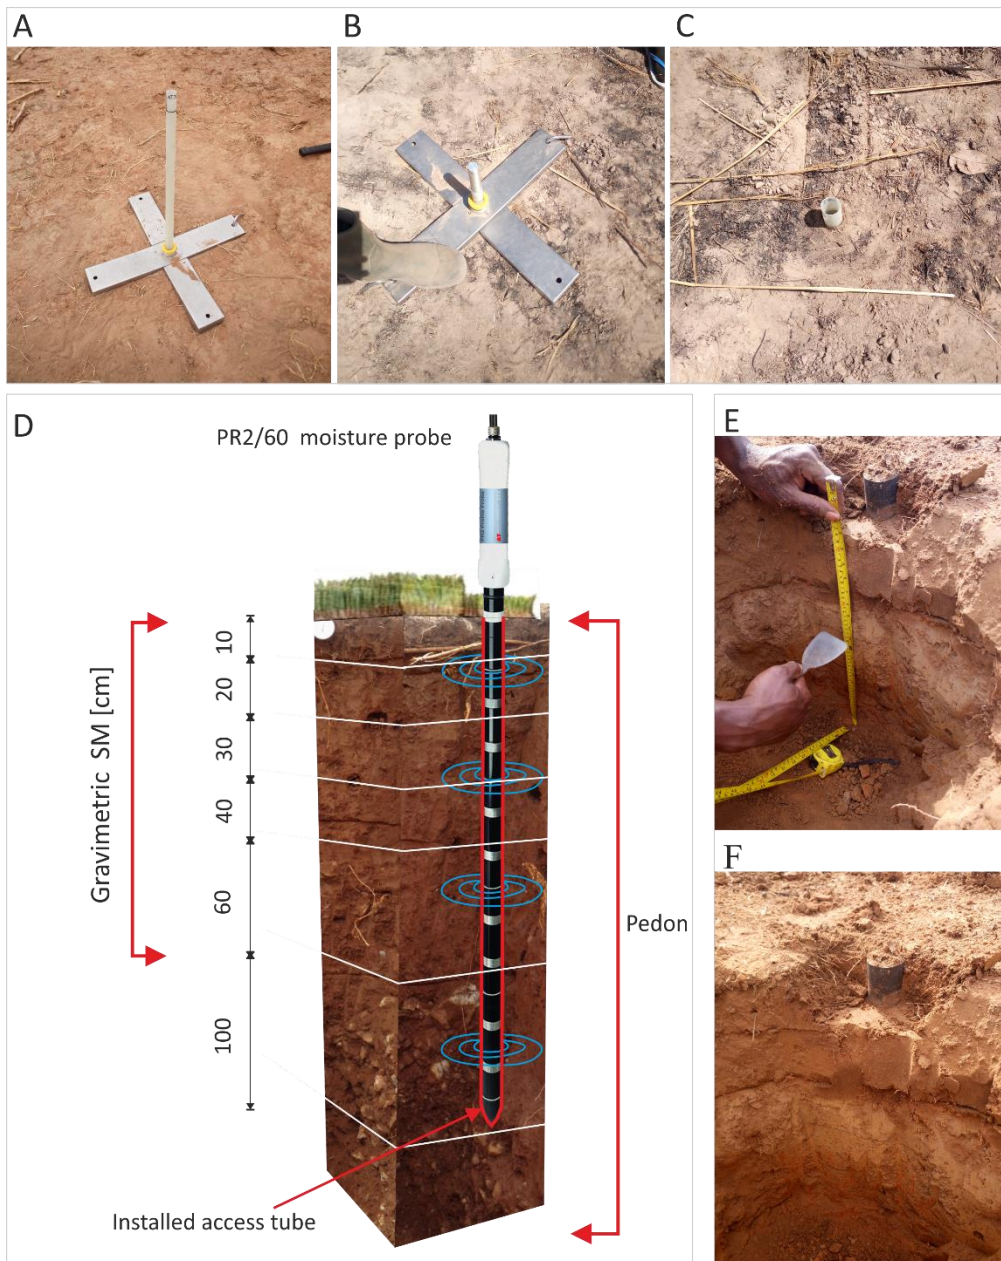 A
B
C
D
PR2/60 moisture probe
E
10
20
30
40
60
100
Gravimetric SM [cm]
Pedon
F
Installed access tube